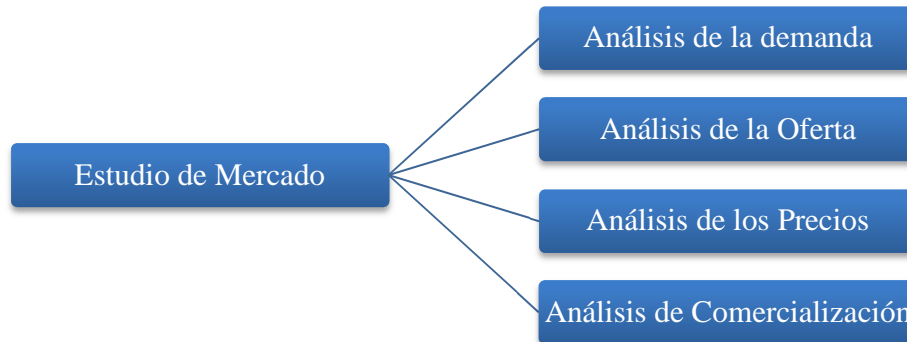 Análisis de la demanda
Análisis de la Oferta
Estudio de Mercado
Análisis de los Precios
Análisis de Comercialización